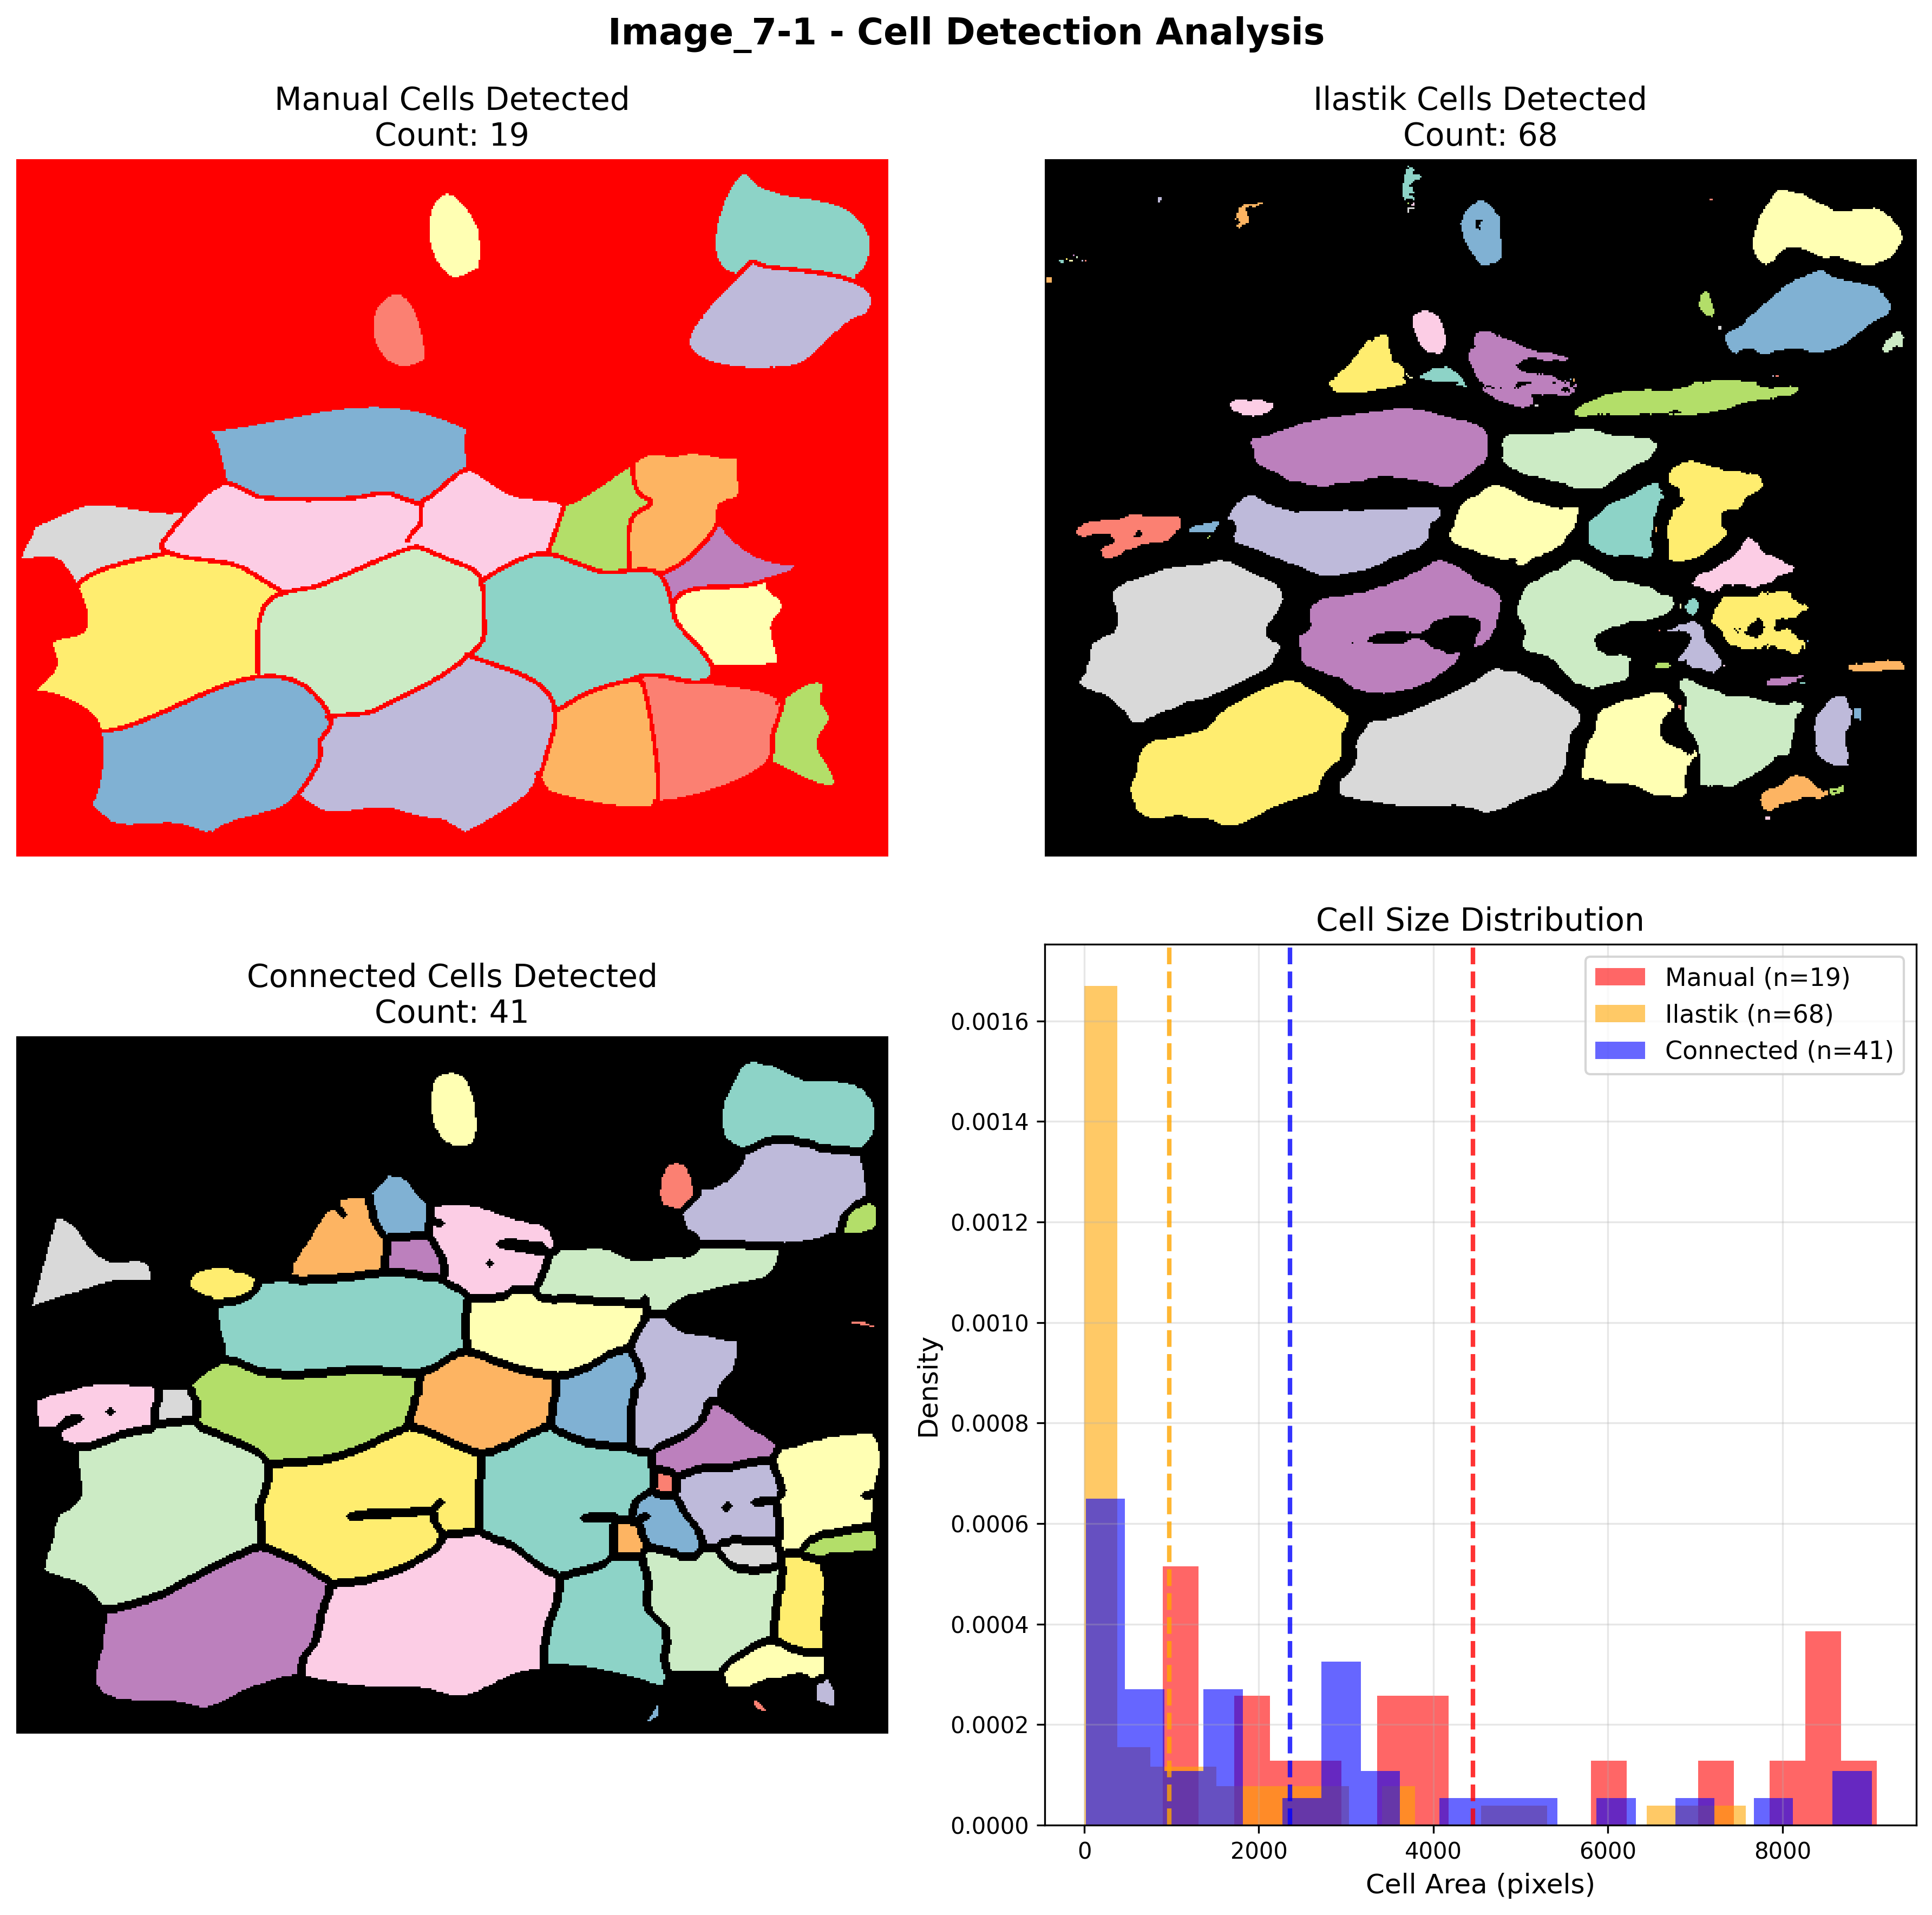 Image_7-1 - Cell Detection Analysis
Manual Cells Detected
Count: 19
Ilastik Cells Detected
Count: 68
Connected Cells Detected
Count: 41
Cell Size Distribution
Manual (n=19)
Ilastik (n=68)
Connected (n=41)
Density
0.0016
0.0014
0.0012
0.0010
0.0008
0.0006
0.0004
0.0002
0.0000
0
2000
4000
6000
8000
Cell Area (pixels)